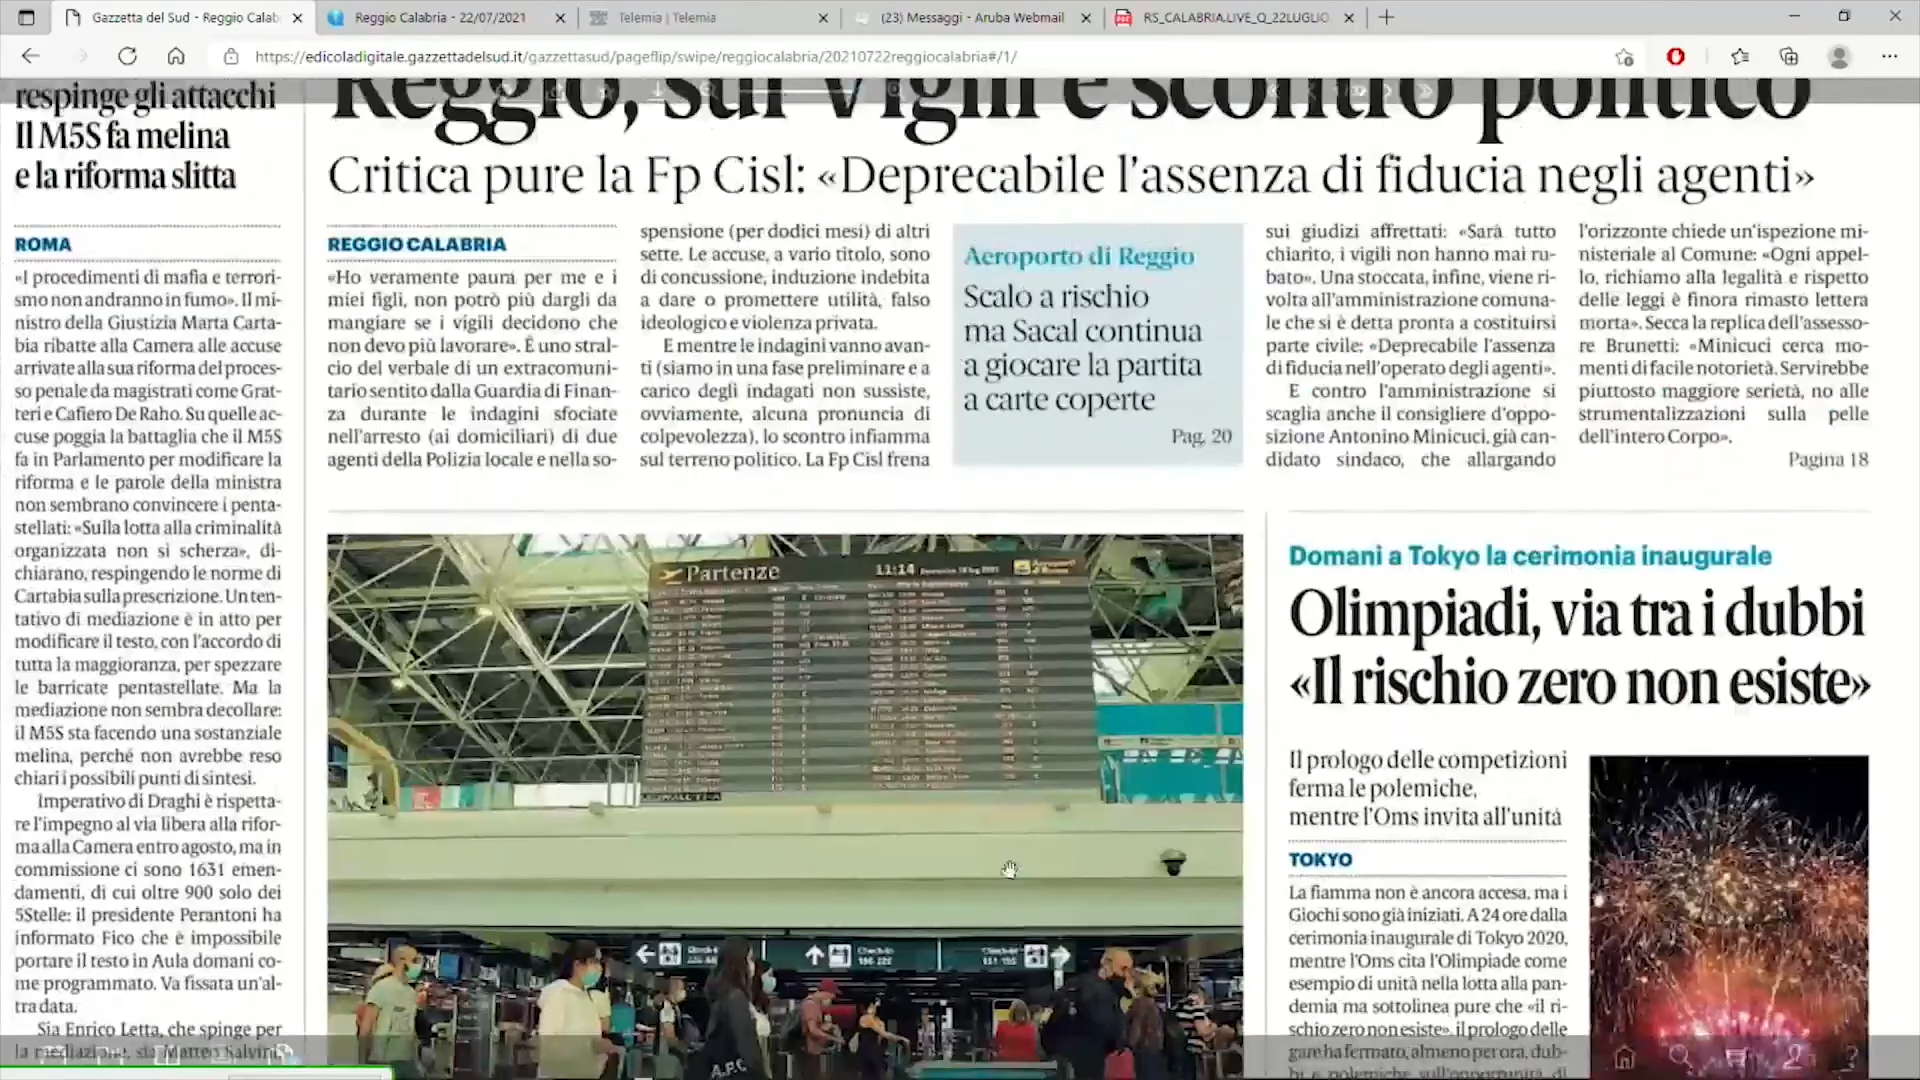 Gazzetta del Sud - Reggio Calab
Reggio Calabria - 22/07/2021
Telemia | Telemia
(23) Messaggi - Aruba Webmail
RS_CALABRIA.LIVE_Q_22LUGLIO
https://edicoladigitale.gazzettadelsud.it/gazzettasud/pageflip/swipe/reggiocalabria/20210722reggiocalabria#/1/
respinge gli attacchi
Il M5S fa melina
e la riforma slitta
ROMA
«I procedimenti di mafia e terrori-
smo non andranno in fumo». Il mi-
nistro della Giustizia Marta Carta-
bia ribatte alla Camera alle accuse
arrivate alla sua riforma del proces-
so penale da magistrati come Grat-
teri e Cafiero De Raho. Su quelle ac-
cuse poggia la battaglia che il M5S
fa in Parlamento per modificare la
riforma e le parole della ministra
non sembrano convincere i penta-
stellati: «Sulla lotta alla criminalità
organizzata non si scherza», di-
chiarano, respingendo le norme di
Cartabia sulla prescrizione. Un ten-
tativo di mediazione è in atto per
modificare il testo, con l'accordo di
tutta la maggioranza, per spezzare
le barricate pentastellate. Ma la
mediazione non sembra decollare:
il M5S sta facendo una sostanziale
melina, perché non avrebbe reso
chiari i possibili punti di sintesi.
Imperativo di Draghi è rispetta-
re l'impegno al via libera alla rifor-
ma alla Camera entro agosto, ma in
commissione ci sono 1631 emen-
damenti, di cui oltre 900 solo dei
5Stelle: il presidente Perantoni ha
informato Fico che è impossibile
portare il testo in Aula domani co-
me programmato. Va fissata un'al-
tra data.
Sia Enrico Letta, che spinge per
la mediazione, sia Matteo Salvini,
Reggio, sui vigili è scontro politico
Critica pure la Fp Cisl: «Deprecabile l'assenza di fiducia negli agenti»
REGGIO CALABRIA
«Ho veramente paura per me e i
miei figli, non potrò più dargli da
mangiare se i vigili decidono che
non devo più lavorare». È uno stral-
cio del verbale di un extracomuni-
tario sentito dalla Guardia di Finan-
za durante le indagini sfociate
nell'arresto (ai domiciliari) di due
agenti della Polizia locale e nella so-
spensione (per dodici mesi) di altri
sette. Le accuse, a vario titolo, sono
di concussione, induzione indebita
a dare o promettere utilità, falso
ideologico e violenza privata.
E mentre le indagini vanno avan-
ti (siamo in una fase preliminare e a
carico degli indagati non sussiste,
ovviamente, alcuna pronuncia di
colpevolezza), lo scontro infiamma
sul terreno politico. La Fp Cisl frena
Aeroporto di Reggio
Scalo a rischio
ma Sacal continua
a giocare la partita
a carte coperte
Pag. 20
sui giudizi affrettati: «Sarà tutto
chiarito, i vigili non hanno mai ru-
bato». Una stoccata, infine, viene ri-
volta all'amministrazione comuna-
le che si è detta pronta a costituirsi
parte civile: «Deprecabile l'assenza
di fiducia nell'operato degli agenti».
E contro l'amministrazione si
scaglia anche il consigliere d'oppo-
sizione Antonino Minicuci, già can-
didato sindaco, che allargando
l'orizzonte chiede un'ispezione mi-
nisteriale al Comune: «Ogni appel-
lo, richiamo alla legalità e rispetto
delle leggi è finora rimasto lettera
morta». Secca la replica dell'assesso-
re Brunetti: «Minicuci cerca mo-
menti di facile notorietà. Servirebbe
piuttosto maggiore serietà, no alle
strumentalizzazioni sulla pelle
dell'intero Corpo».
Pagina 18
Partenze
11:14
Check-in
A.P.C
Domani a Tokyo la cerimonia inaugurale
Olimpiadi, via tra i dubbi
«Il rischio zero non esiste»
Il prologo delle competizioni
ferma le polemiche,
mentre l'Oms invita all'unità
TOKYO
La fiamma non è ancora accesa, ma i
Giochi sono già iniziati. A 24 ore dalla
cerimonia inaugurale di Tokyo 2020,
mentre l'Oms cita l'Olimpiade come
esempio di unità nella lotta alla pan-
demia ma sottolinea pure che «il ri-
schio zero non esiste», il prologo delle
gare ha fermato, almeno per ora, dub-
bi e polemiche sull'opportunità di